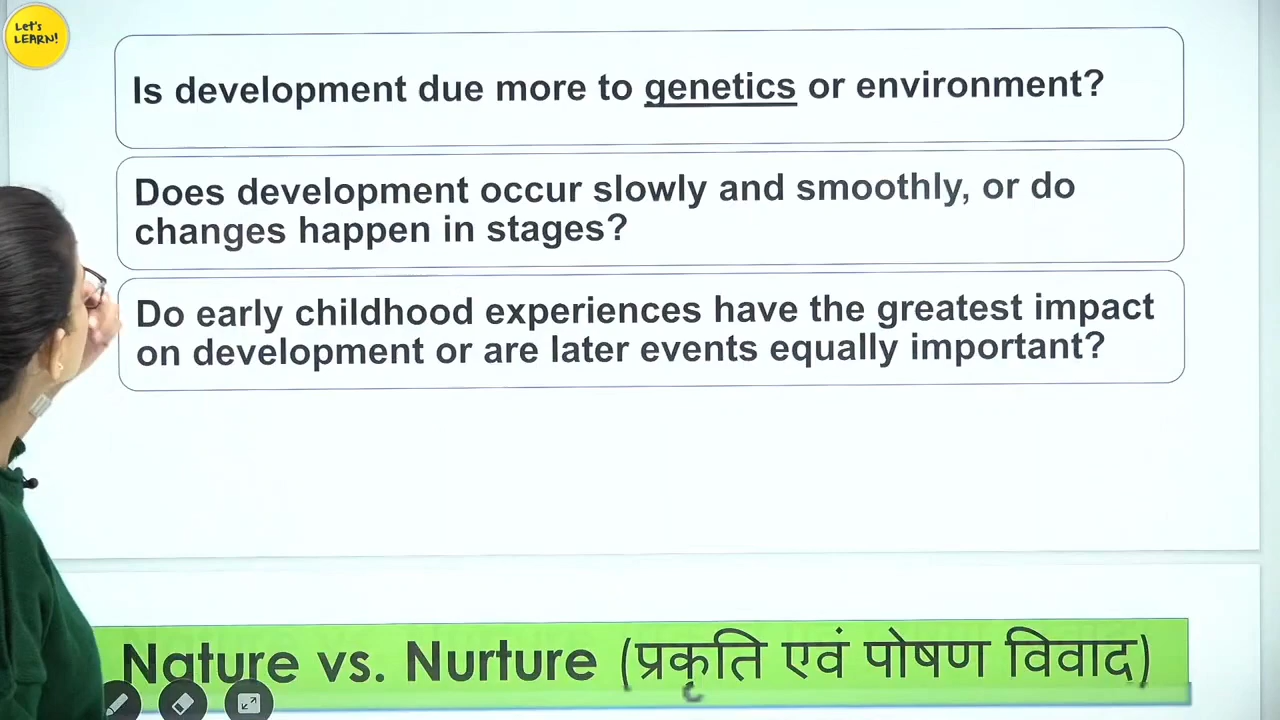 Let's
LEARN!
Is development due more to genetics or environment?
Does development occur slowly and smoothly, or do
changes happen in stages?
Do early childhood experiences have the greatest impact
on development or are later events equally important?
Nature vs. Nurture (प्रकृति एवं पोषण विवाद)